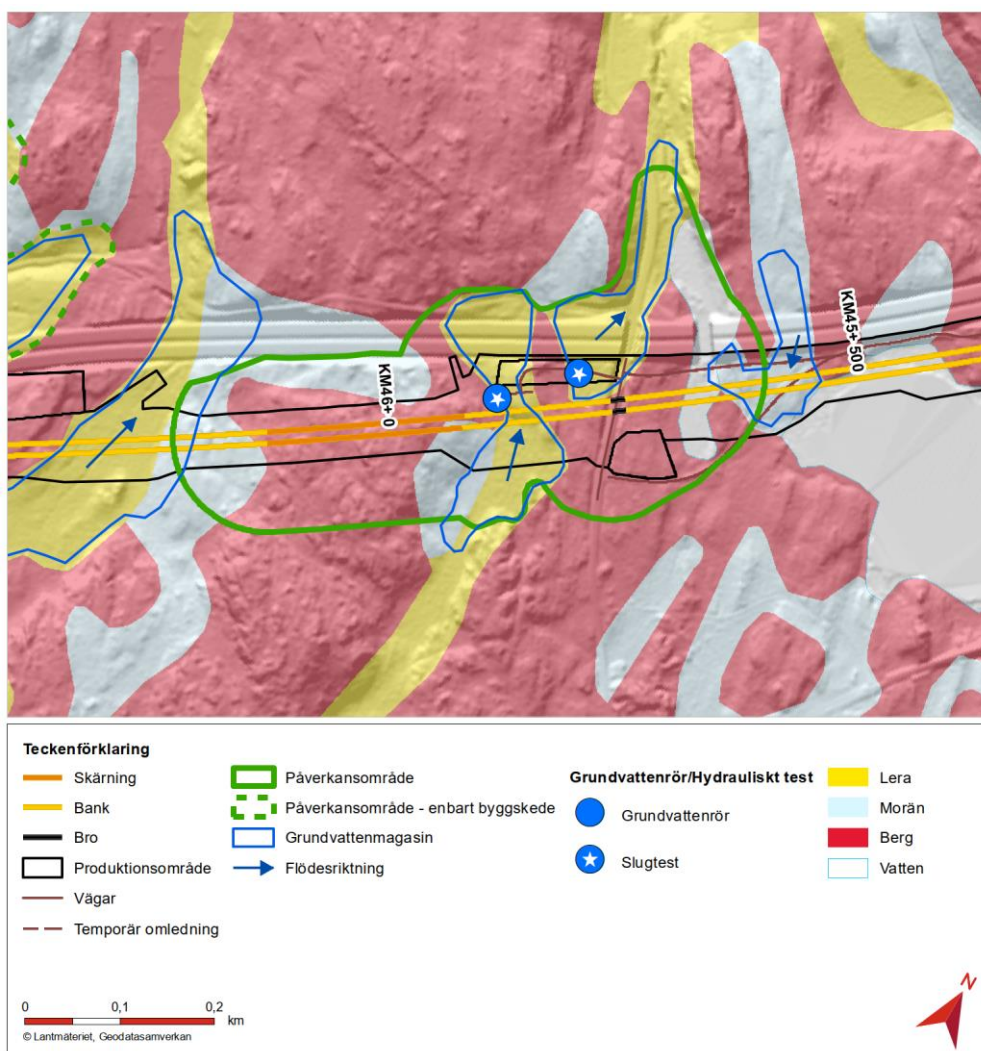 KM46+ 0
KM45+ 500
Teckenförklaring
Skärning
Bank
Bro
Produktionsområde
Vägar
Temporär omledning
Påverkansområde
Påverkansområde - enbart byggskede
Grundvattenmagasin
Flödesriktning
Grundvattenrör/Hydrauliskt test
Grundvattenrör
Slugtest
Lera
Morän
Berg
Vatten
0 0,1 0,2
km
© Lantmäteriet, Geodatasamverkan
N